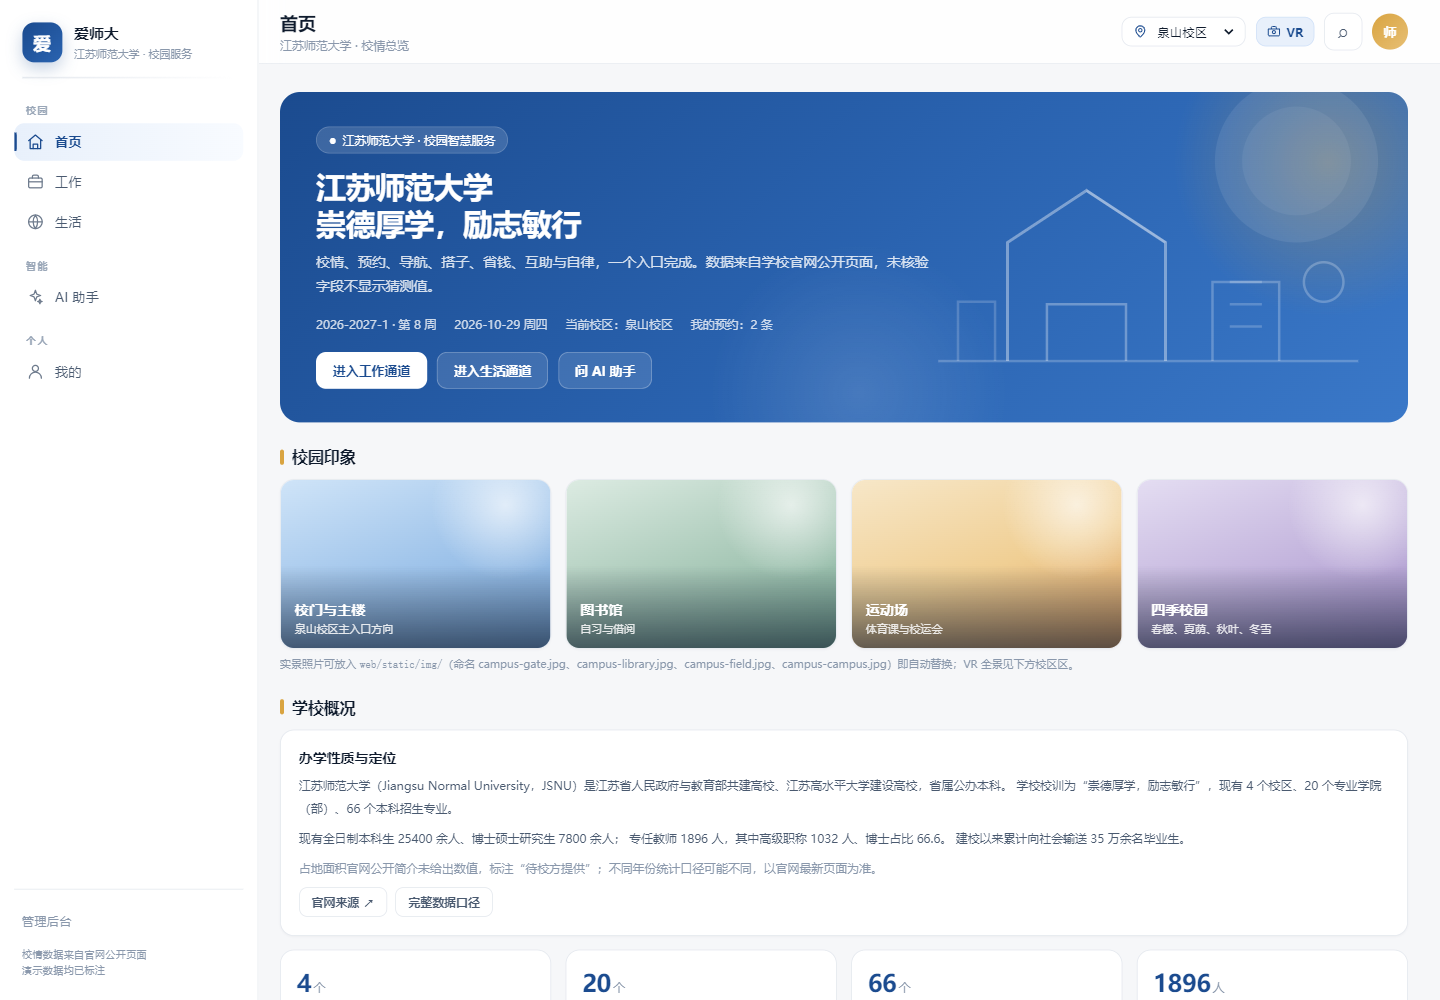 爱
爱师大
江苏师范大学 · 校园服务
校园
首页
工作
生活
智能
AI 助手
个人
我的
管理后台
校情数据来自官网公开页面
演示数据均已标注
首页
江苏师范大学 · 校情总览
泉山校区
VR
师
江苏师范大学 · 校园智慧服务
江苏师范大学
崇德厚学，励志敏行
校情、预约、导航、搭子、省钱、互助与自律，一个入口完成。数据来自学校官网公开页面，未核验
字段不显示猜测值。
2026-2027-1 · 第 8 周 2026-10-29 周四 当前校区：泉山校区 我的预约：2 条
进入工作通道 进入生活通道 问 AI 助手
校园印象
校门与主楼
泉山校区主入口方向
图书馆
自习与借阅
运动场
体育课与校运会
四季校园
春樱、夏荫、秋叶、冬雪
实景照片可放入 web/static/img/（命名 campus-gate.jpg、campus-library.jpg、campus-field.jpg、campus-campus.jpg）即自动替换；VR 全景见下方校区区。
学校概况
办学性质与定位
江苏师范大学（Jiangsu Normal University，JSNU）是江苏省人民政府与教育部共建高校、江苏高水平大学建设高校，省属公办本科。 学校校训为“崇德厚学，励志敏行”，现有 4 个校区、20 个专业学院
（部）、66 个本科招生专业。
现有全日制本科生 25400 余人、博士硕士研究生 7800 余人； 专任教师 1896 人，其中高级职称 1032 人、博士占比 66.6。 建校以来累计向社会输送 35 万余名毕业生。
占地面积官网公开简介未给出数值，标注“待校方提供”；不同年份统计口径可能不同，以官网最新页面为准。
官网来源 ↗ 完整数据口径
4个
20个
66个
1896人